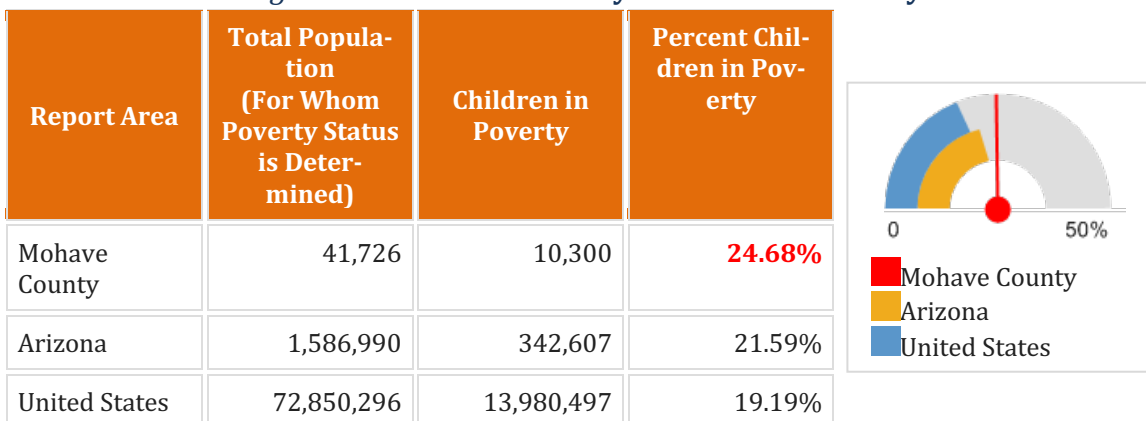 Report Area
Total Popula-
tion
(For Whom
Poverty Status
is Deter-
mined)
Children in
Poverty
Percent Chil-
dren in Pov-
erty
Mohave
County
41,726
10,300
24.68%
Arizona
1,586,990
342,607
21.59%
United States
72,850,296
13,980,497
19.19%
0
50%
Mohave County
Arizona
United States